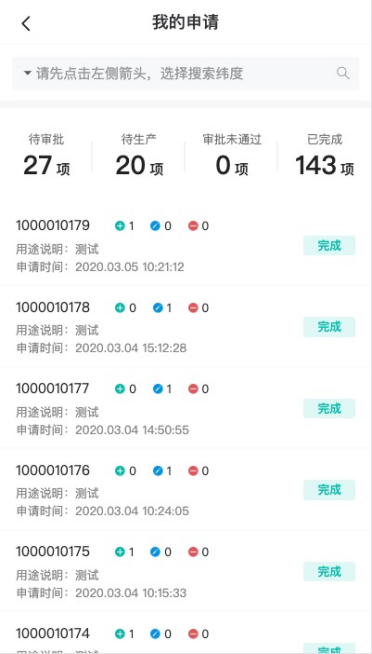 我的申请
请先点击左侧箭头，选择搜索纬度
待审批 待生产 审批未通过 已完成
27 项 20 项 0 项 143 项
1000010179 1 0 0
用途说明：测试
完成
申请时间：2020.03.05 10:21:12
1000010178 0 1 0
用途说明：测试
完成
申请时间：2020.03.04 15:12:28
1000010177 0 1 0
用途说明：测试
完成
申请时间：2020.03.04 14:50:55
1000010176 0 1 0
用途说明：测试
完成
申请时间：2020.03.04 10:24:05
1000010175 1 0 0
用途说明：测试
完成
申请时间：2020.03.04 10:15:33
1000010174 1 0 0